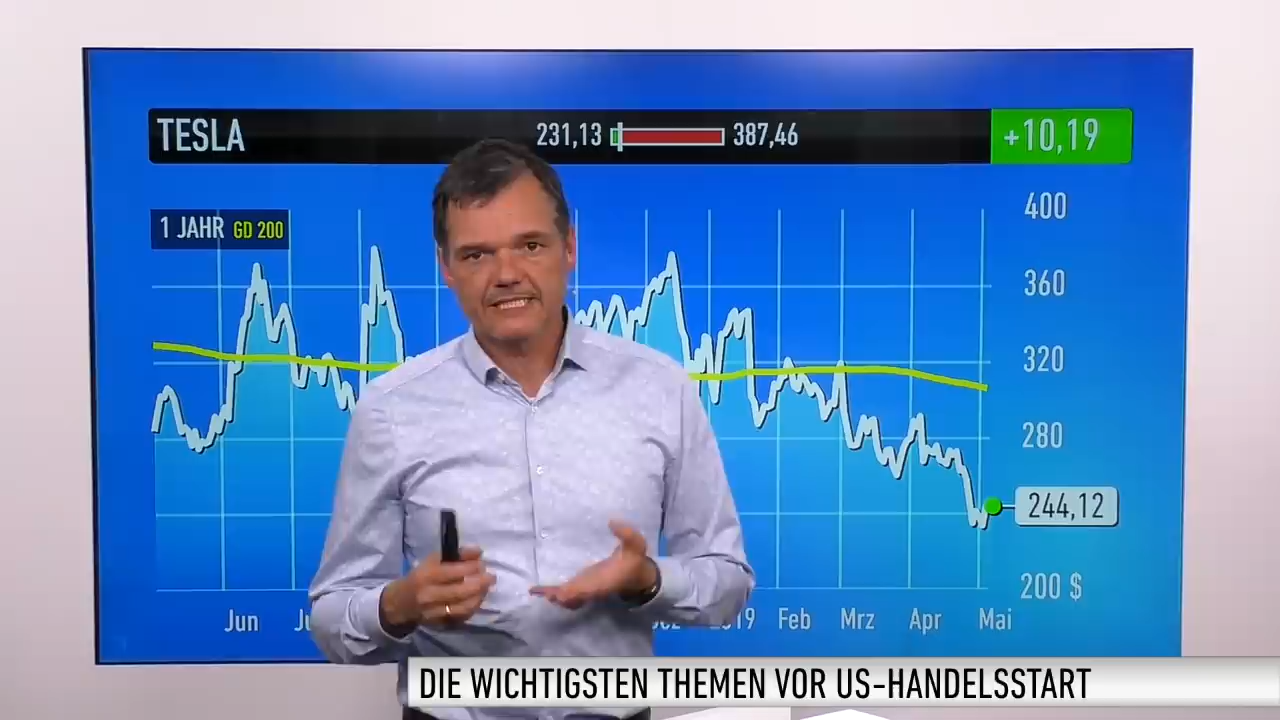 TESLA 231,13 387,46 +10,19
1 JAHR GD 200
400
360
320
280
244,12
200 $
Jun 2019 Feb Mrz Apr Mai
DIE WICHTIGSTEN THEMEN VOR US-HANDELSSTART